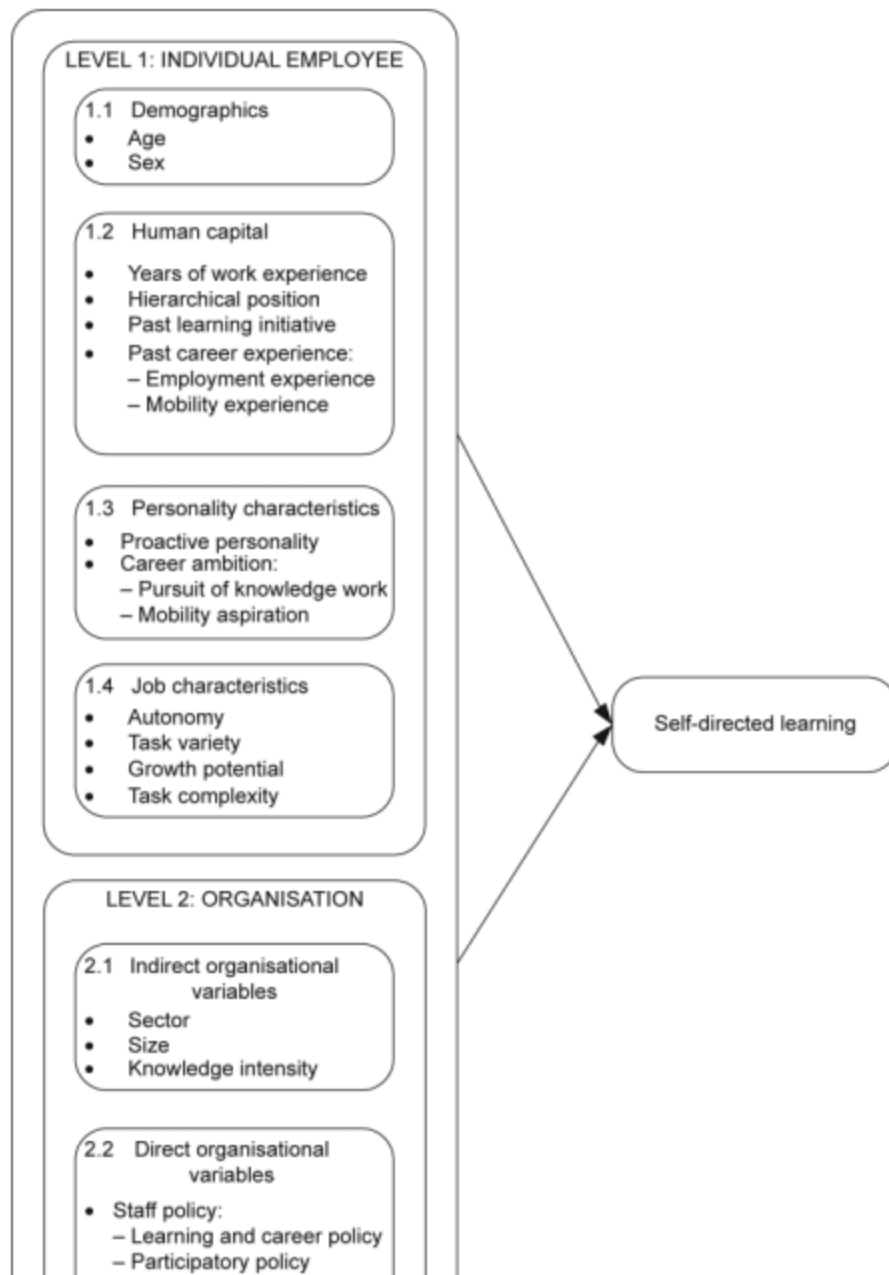 LEVEL 1: INDIVIDUAL EMPLOYEE
1.1 Demographics
• Age
• Sex
1.2 Human capital
• Years of work experience
• Hierarchical position
• Past learning initiative
• Past career experience:
– Employment experience
– Mobility experience
1.3 Personality characteristics
• Proactive personality
• Career ambition:
– Pursuit of knowledge work
– Mobility aspiration
1.4 Job characteristics
• Autonomy
• Task variety
• Growth potential
• Task complexity
Self-directed learning
LEVEL 2: ORGANISATION
2.1 Indirect organisational
variables
• Sector
• Size
• Knowledge intensity
2.2 Direct organisational
variables
• Staff policy:
– Learning and career policy
– Participatory policy